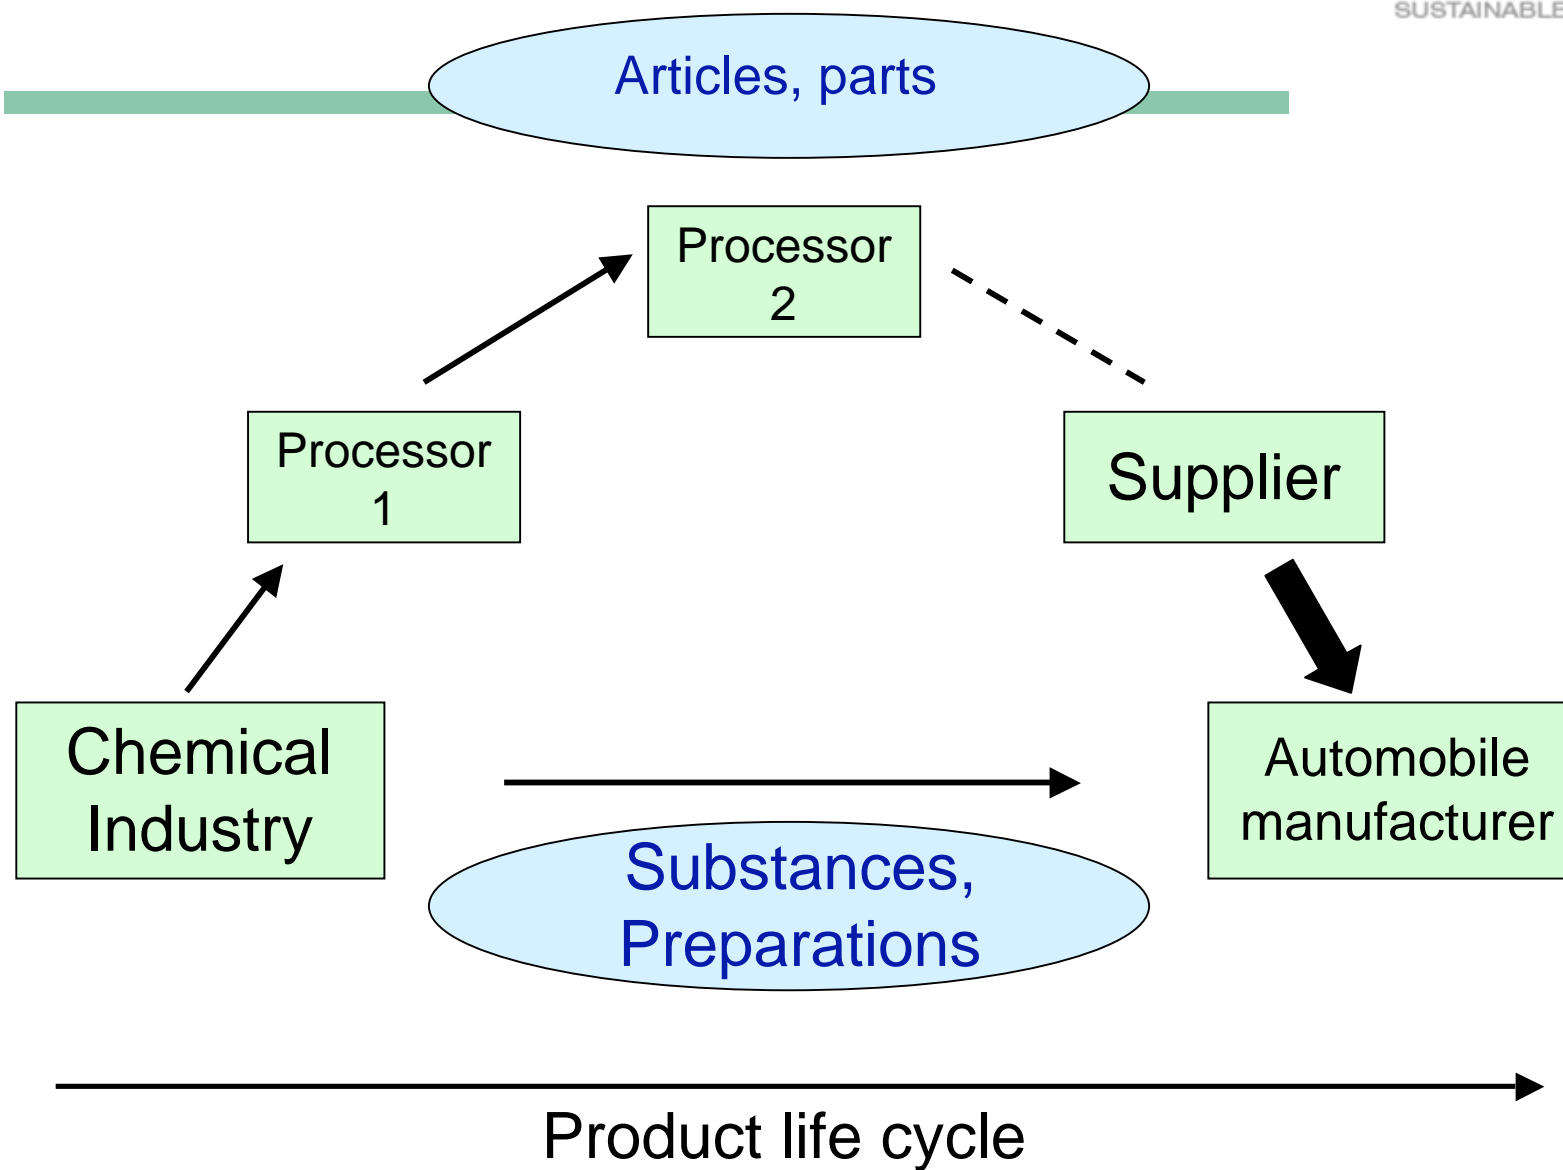 SUSTAINABLE
Articles, parts
Processor
2
Processor
1
Supplier
Chemical
Industry
Automobile
manufacturer
Substances,
Preparations
Product life cycle